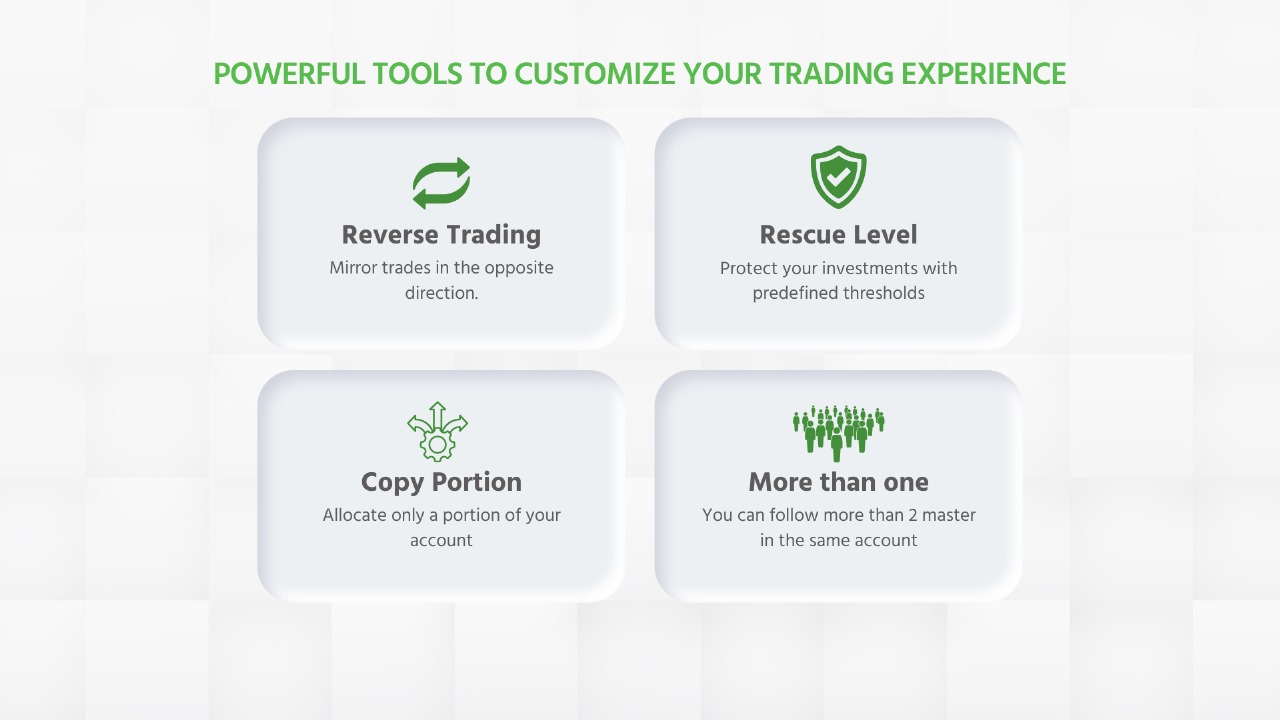 POWERFUL TOOLS TO CUSTOMIZE YOUR TRADING EXPERIENCE
Reverse Trading
Mirror trades in the opposite
direction.
Rescue Level
Protect your investments with
predefined thresholds
Copy Portion
Allocate only a portion of your
account
More than one
You can follow more than 2 master
in the same account